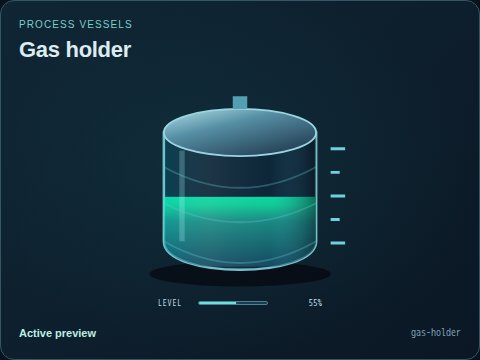 PROCESS VESSELS
Gas holder
LEVEL 55%
Active preview
gas-holder